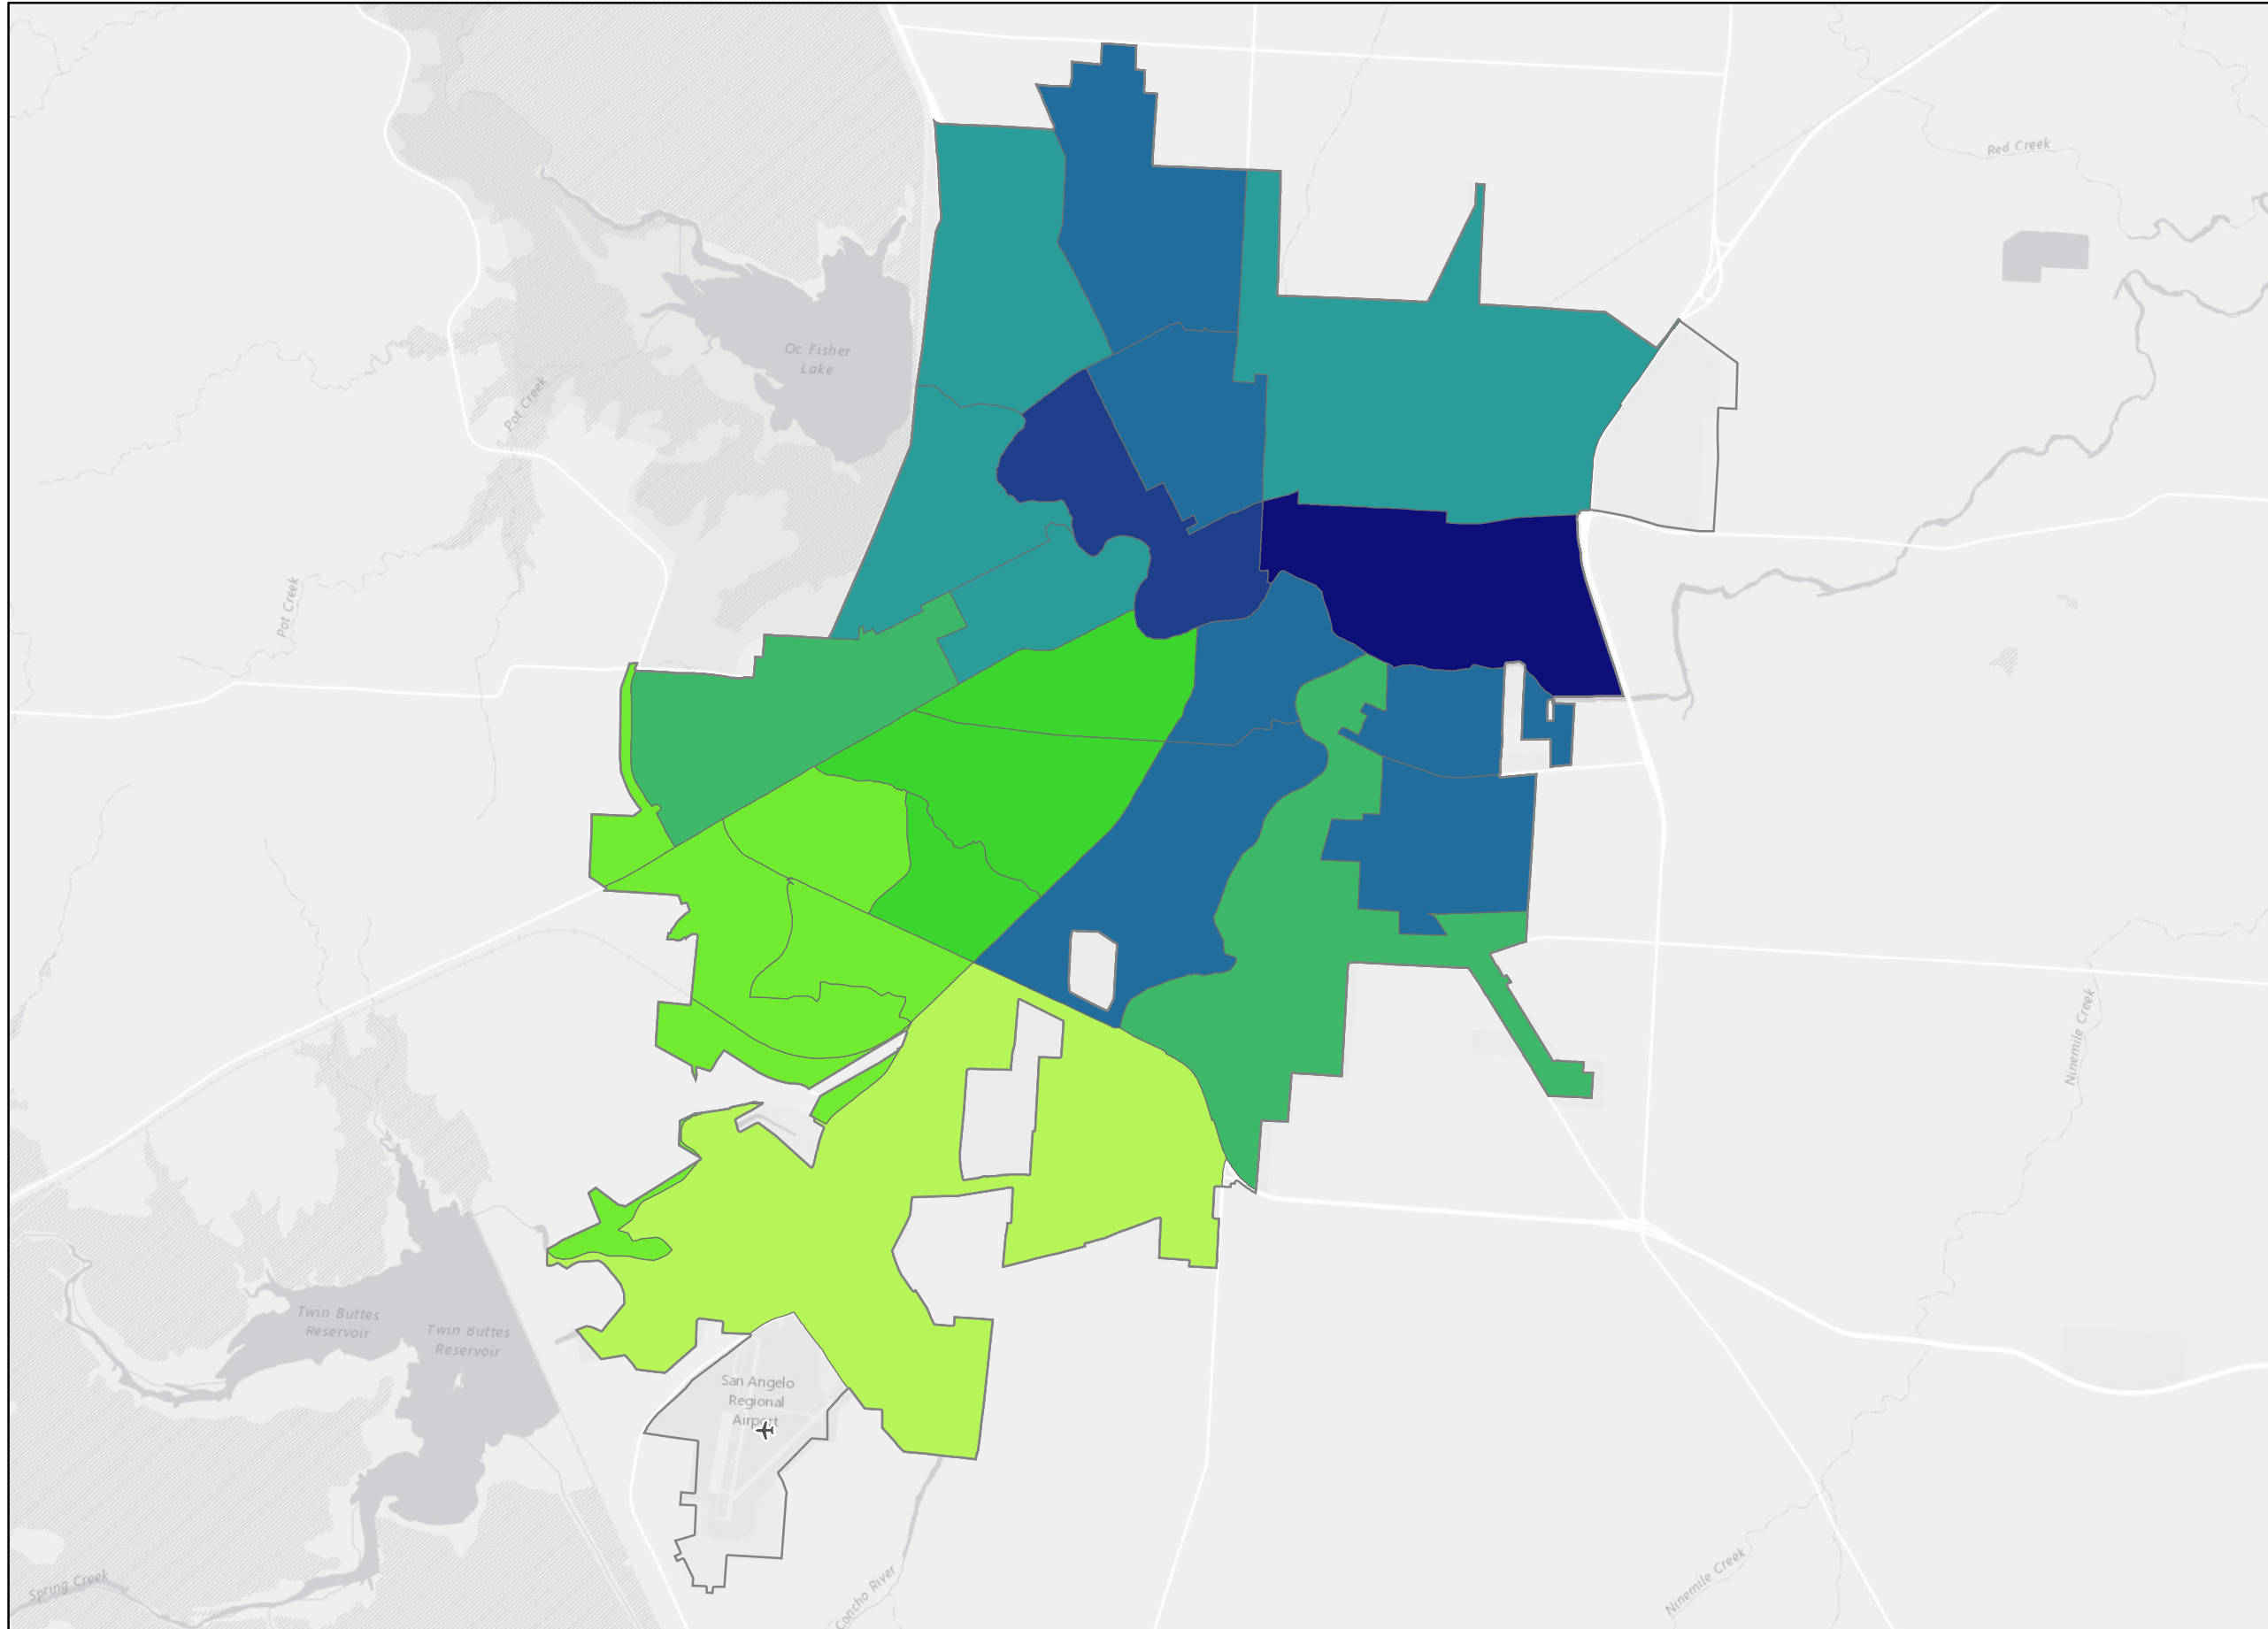 Red Creek
Oc Fisher
Lake
Pot Creek
Pot Creek
Ninemile Creek
Twin Buttes
Reservoir
Twin Buttes
Reservoir
San Angelo
Regional
Airport
Spring Creek
Concho River
Ninemile Creek